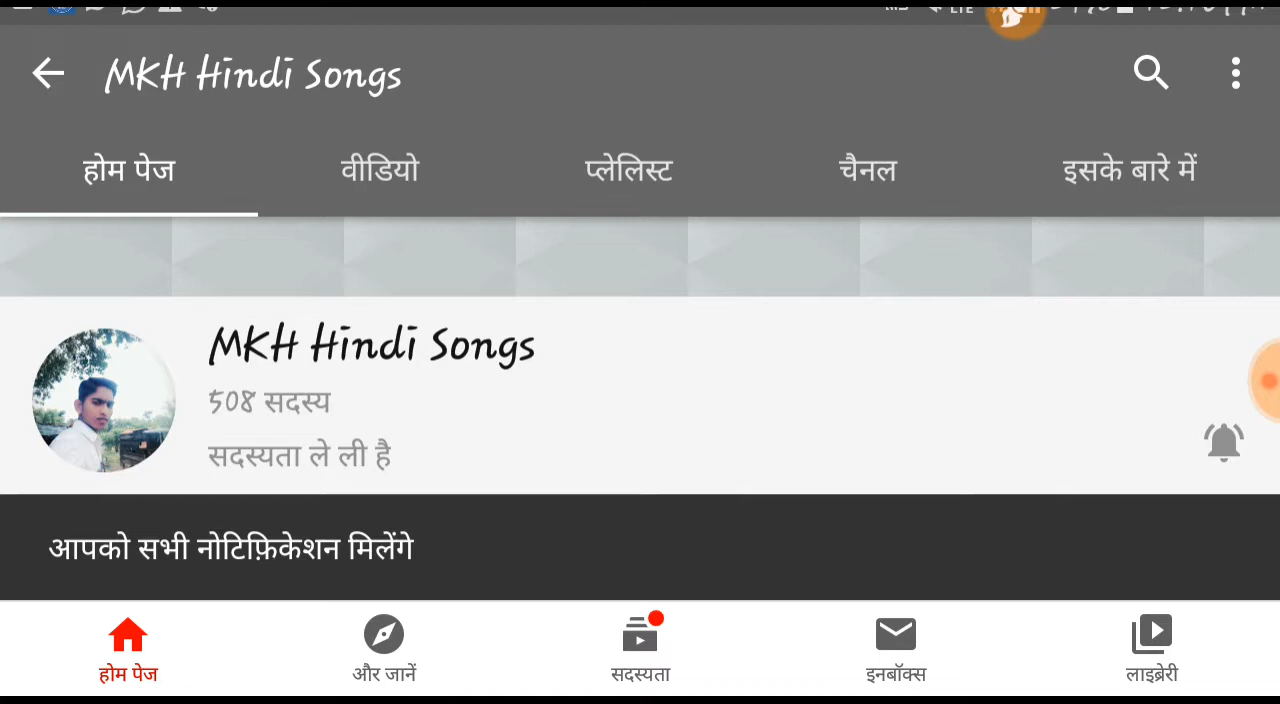 MKH Hindi Songs
होम पेज वीडियो प्लेलिस्ट चैनल इसके बारे में
MKH Hindi Songs
508 सदस्य
सदस्यता ले ली है
आपको सभी नोटिफ़िकेशन मिलेंगे
होम पेज और जानें सदस्यता इनबॉक्स लाइब्रेरी